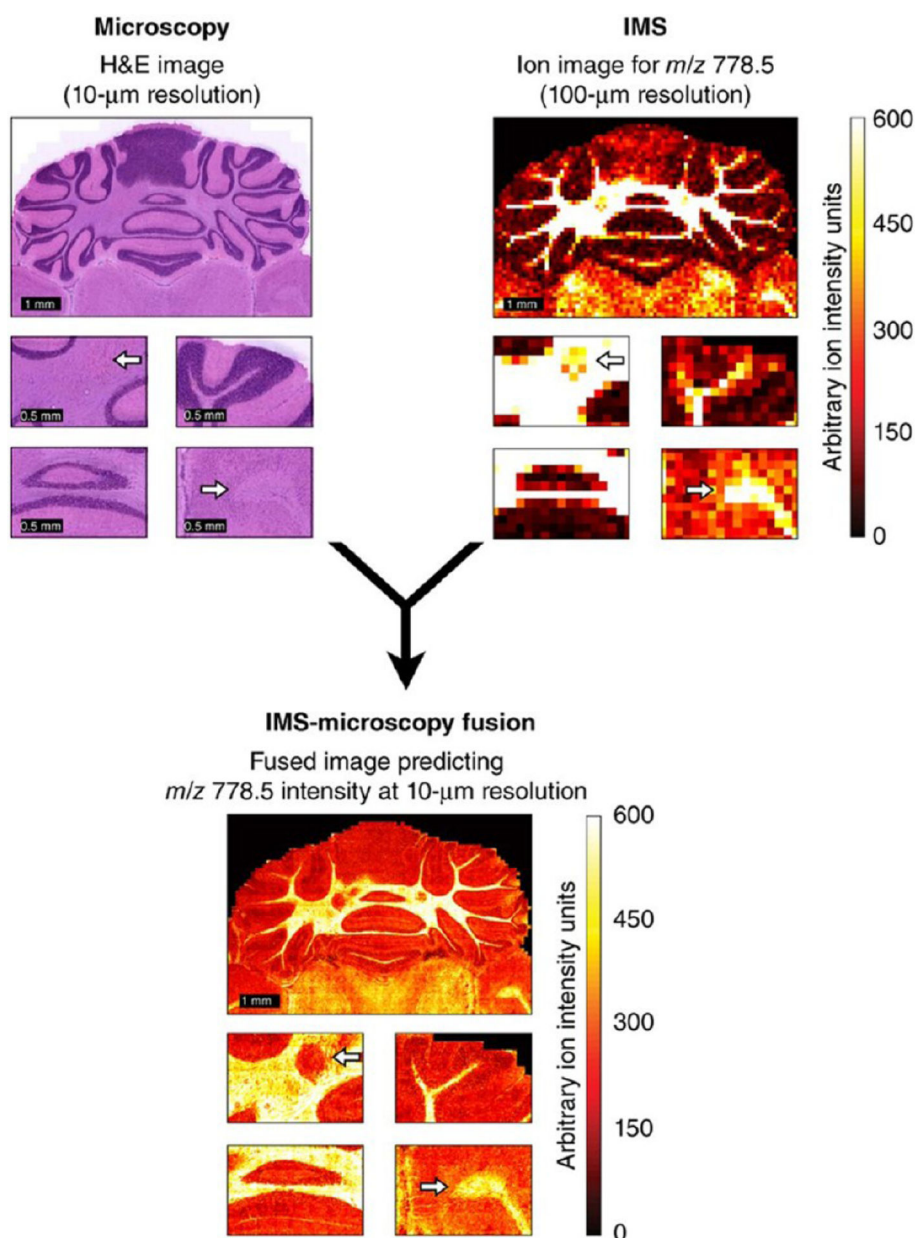 Microscopy
H&E image
(10-μm resolution)
1 mm
0.5 mm
0.5 mm
0.5 mm
IMS
Ion image for m/z 778.5
(100-μm resolution)
1 mm
600
450
300
150
0
Arbitrary ion intensity units
IMS-microscopy fusion
Fused image predicting
m/z 778.5 intensity at 10-μm resolution
1 mm
600
450
300
150
0
Arbitrary ion intensity units